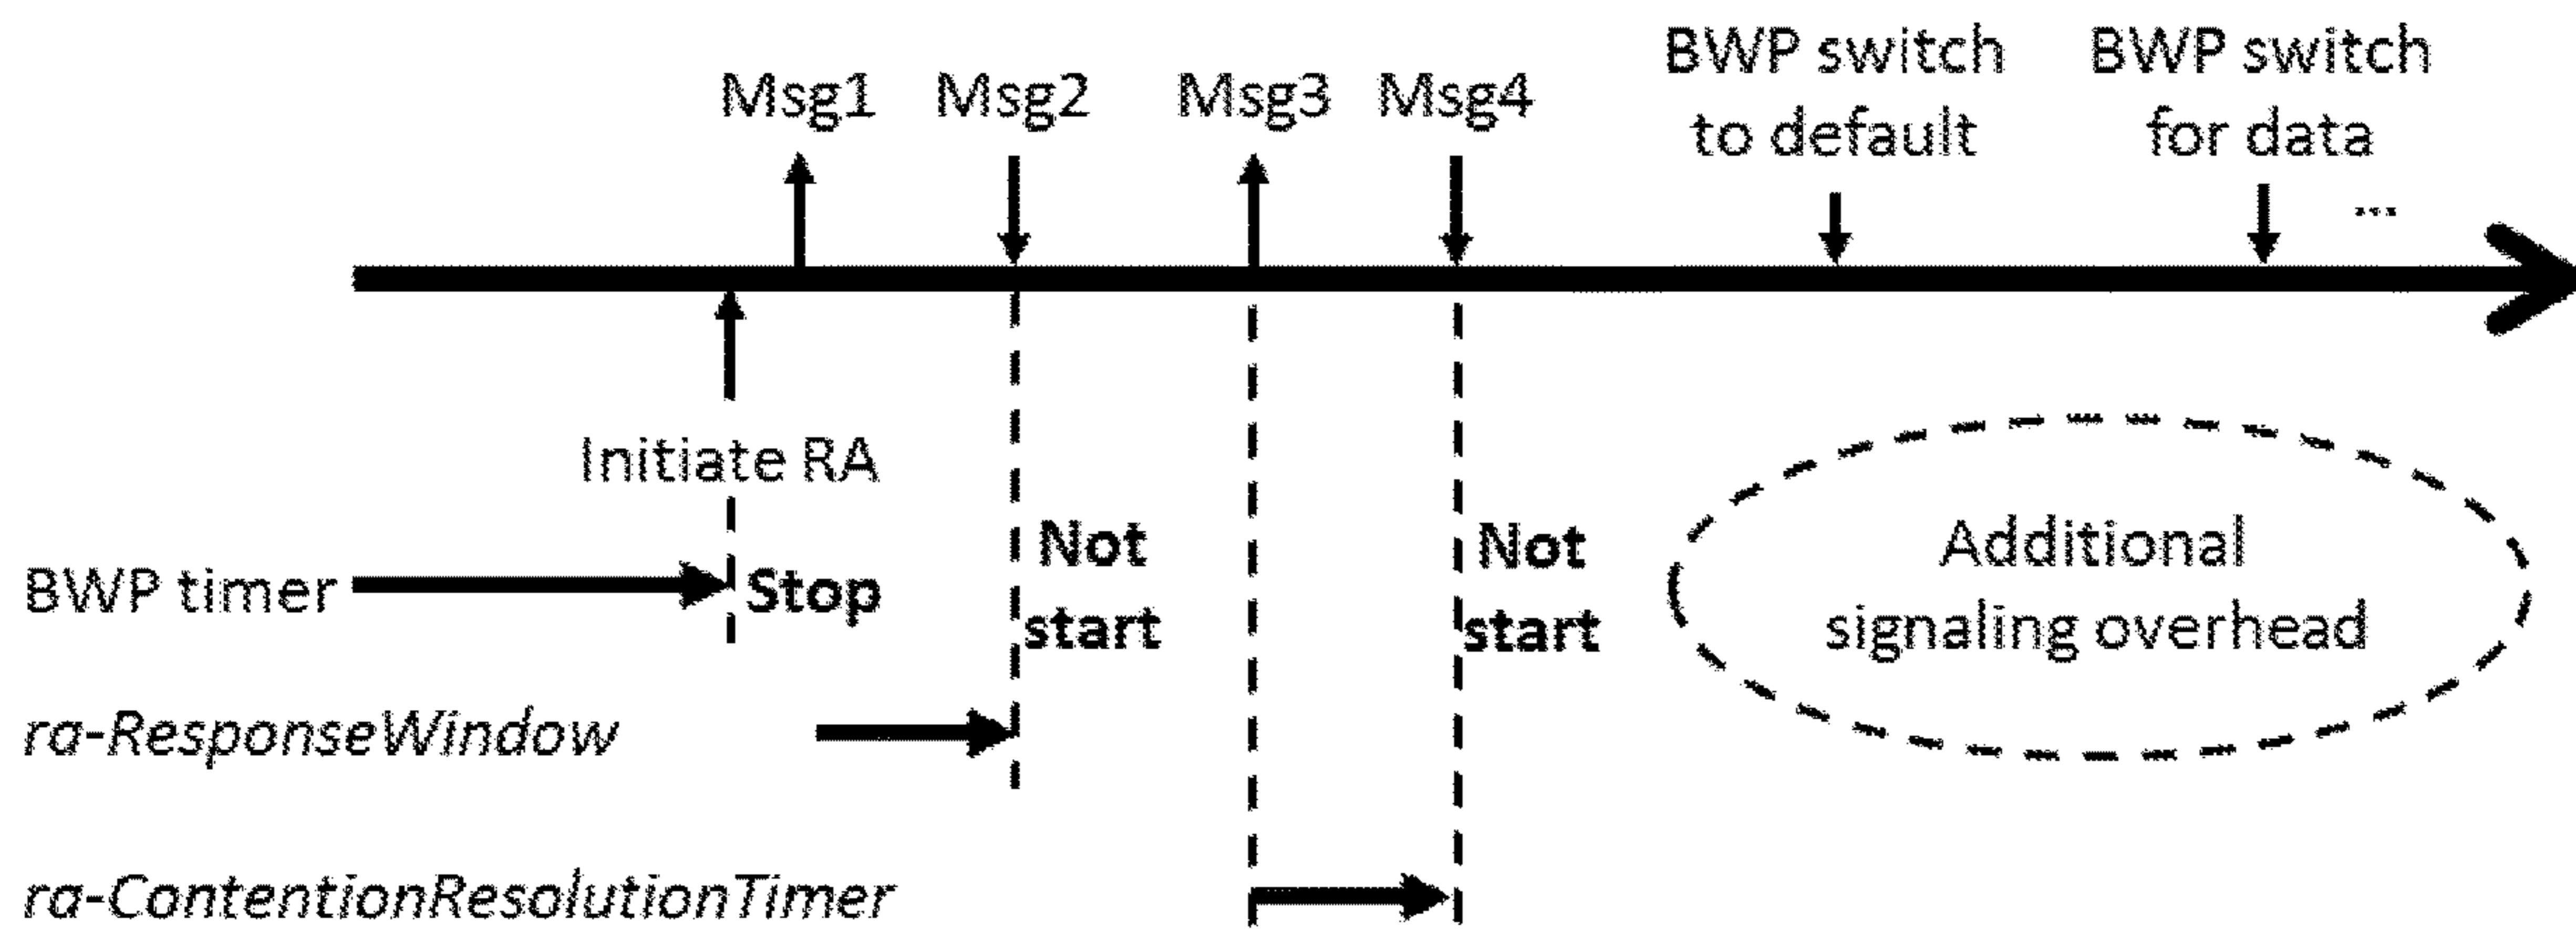 BWP switch
to default
BWP switch
for data
Msg1
Msg2
Msg3
Msg4
...
Initiate RA
BWP timer
Stop
Not
start
Not
start
Additional
signaling overhead
ra-ResponseWindow
ra-ContentionResolutionTimer